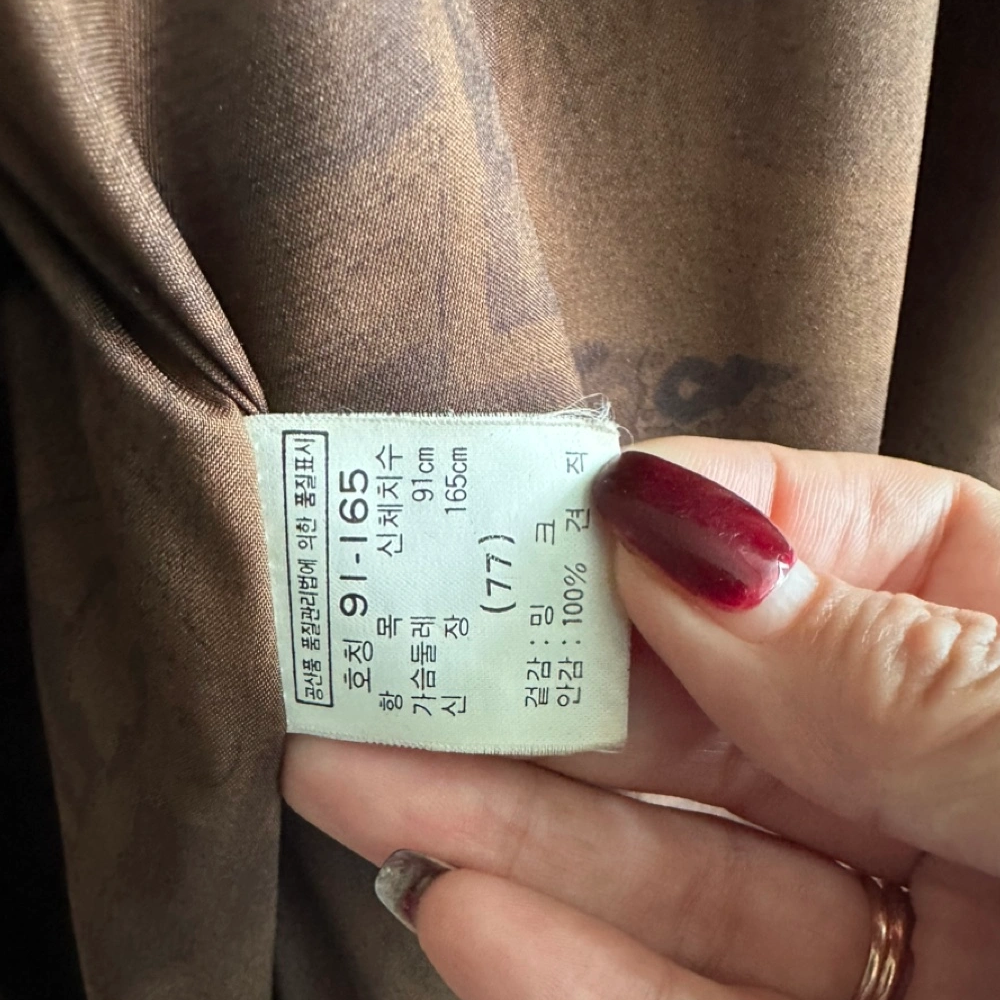 공산품 품질관리법에 의한 품질표시
호칭 91-165
항 목 신체치수
가슴둘레 91cm
신 장 165cm
(77)
겉감 : 밍 크
안감 : 100% 견 직